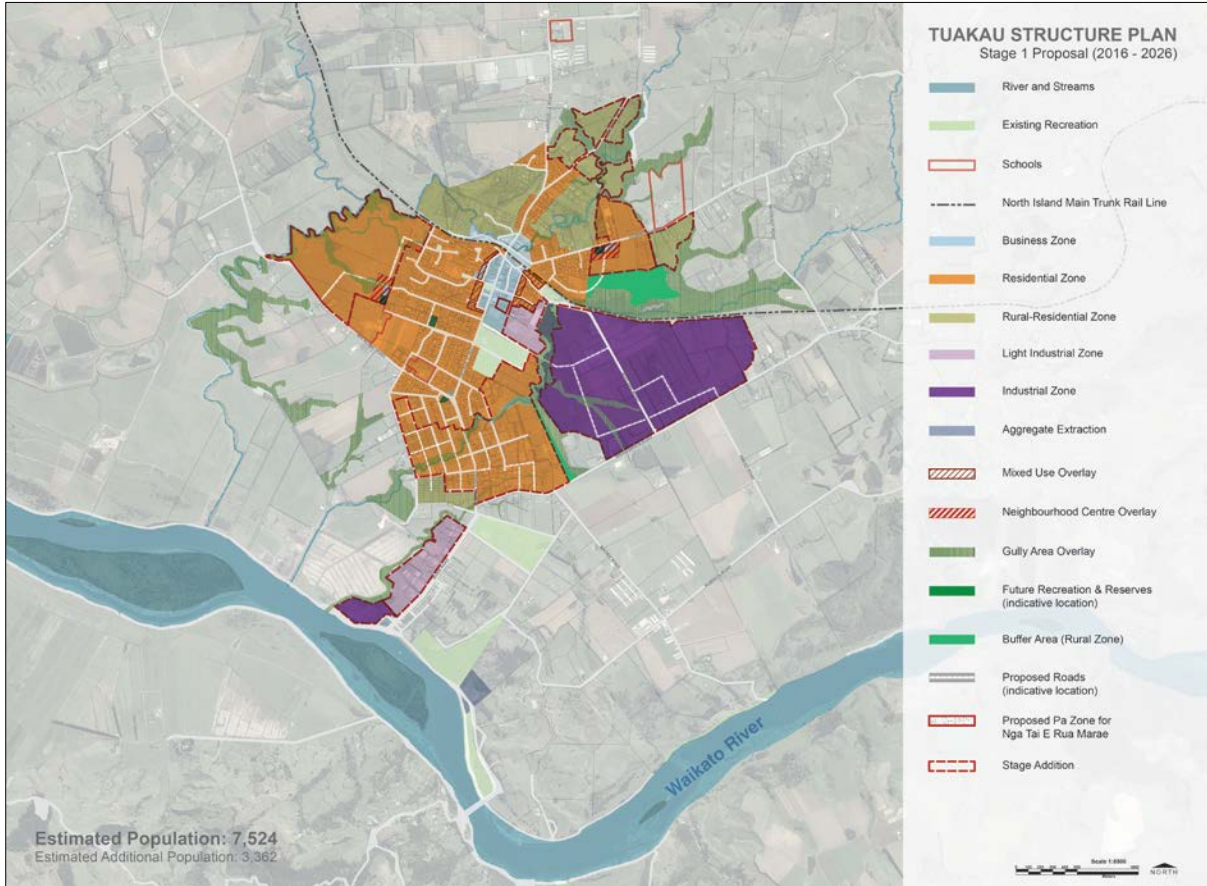 TUAKAU STRUCTURE PLAN
Stage 1 Proposal (2016 - 2026)
River and Streams
Existing Recreation
Schools
North Island Main Trunk Rail Line
Business Zone
Residential Zone
Rural-Residential Zone
Light Industrial Zone
Industrial Zone
Aggregate Extraction
Mixed Use Overlay
Neighbourhood Centre Overlay
Gully Area Overlay
Future Recreation & Reserves
(indicative location)
Buffer Area (Rural Zone)
Proposed Roads
(indicative location)
Proposed Pa Zone for
Nga Tai E Rua Marae
Stage Addition
Waikato River
Estimated Population: 7,524
Estimated Additional Population: 3,362
Meters
NORTH